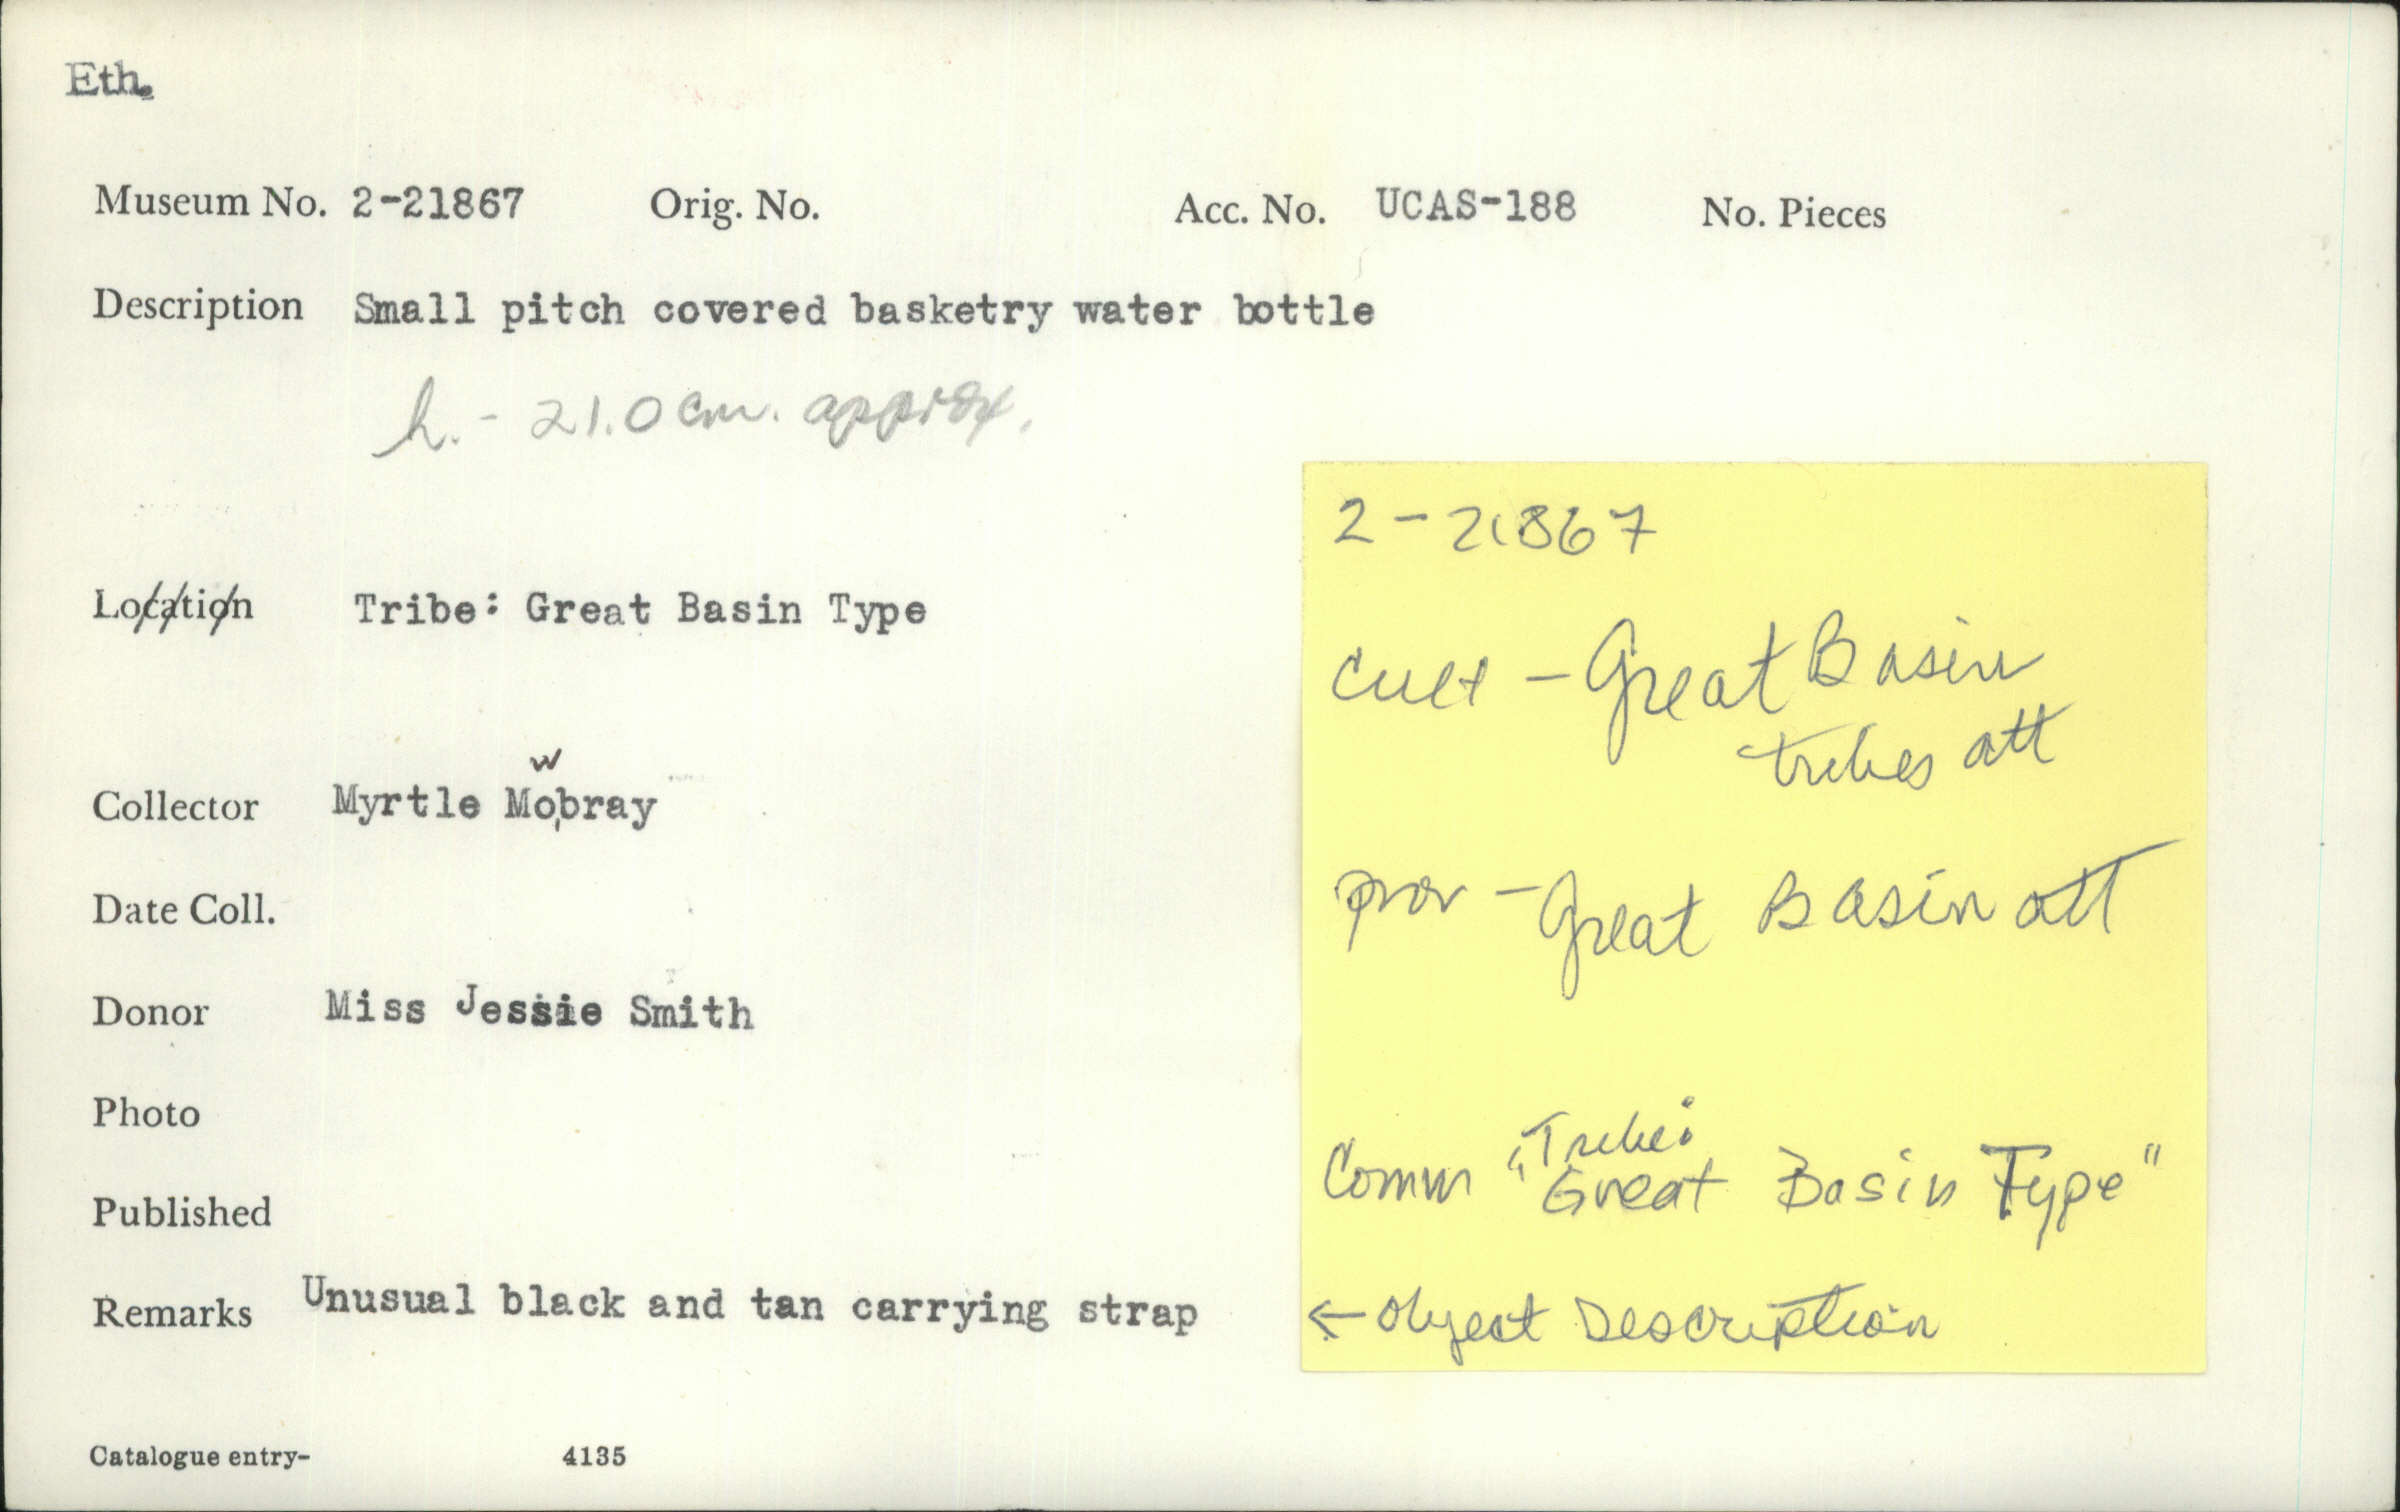 Eth.
Museum No. 2-21867 Orig. No. Acc. No. UCAS-188 No. Pieces
Description Small pitch covered basketry water bottle
h. - 21.0 cm. approx.
Location Tribe: Great Basin Type
Collector Myrtle Mowbray
Date Coll.
Donor Miss Jessie Smith
Photo
Published
Remarks Unusual black and tan carrying strap
Catalogue entry- 4135
2-21867
Cult - Great Basin
tribes att
prov - Great Basin att
Comm "Tribe:
Great Basin Type"
← Object Description